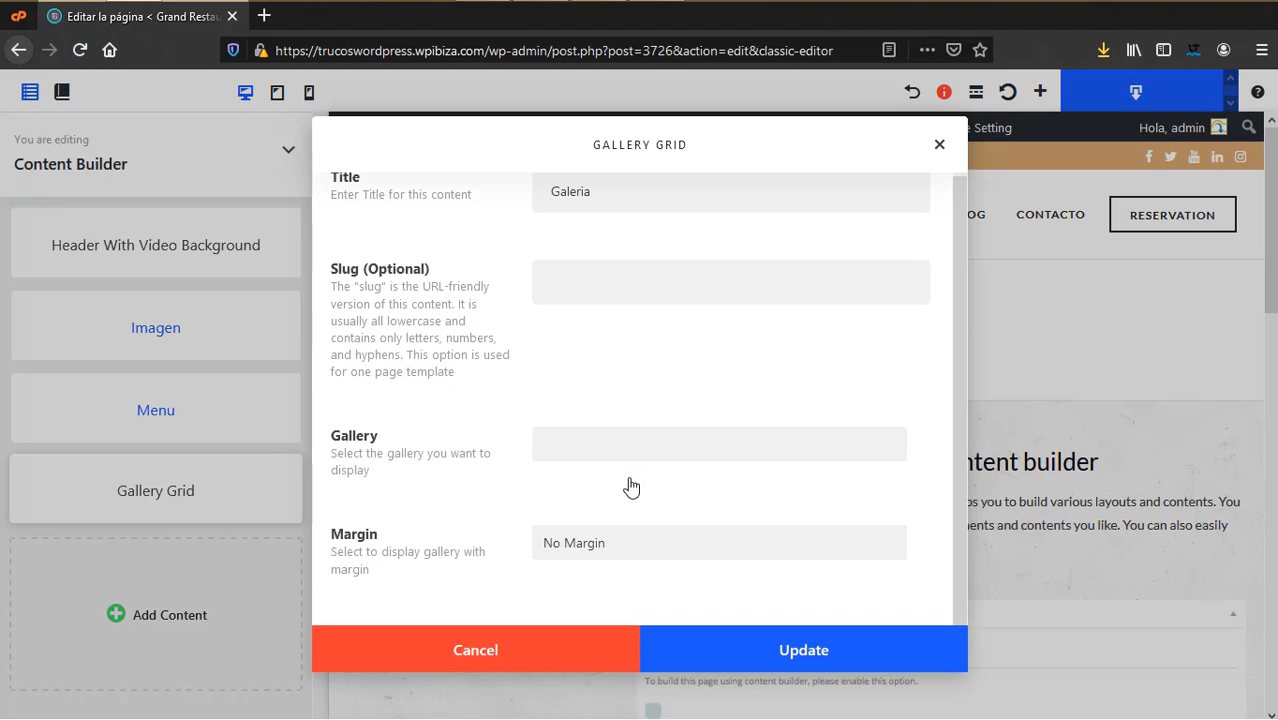 Editar la página < Grand Restau
https://trucoswordpress.wpibiza.com/wp-admin/post.php?post=3726&action=edit&classic-editor
You are editing
Content Builder
e Setting
Hola, admin
GALLERY GRID
Title
Enter Title for this content
Galeria
OG
CONTACTO
RESERVATION
Header With Video Background
Slug (Optional)
The "slug" is the URL-friendly
version of this content. It is
usually all lowercase and
contains only letters, numbers,
and hyphens. This option is used
for one page template
Imagen
Menu
Gallery
Select the gallery you want to
display
Gallery Grid
ntent builder
ps you to build various layouts and contents. You
ments and contents you like. You can also easily
Margin
Select to display gallery with
margin
No Margin
Add Content
Cancel
Update
To build this page using content builder, please enable this option.